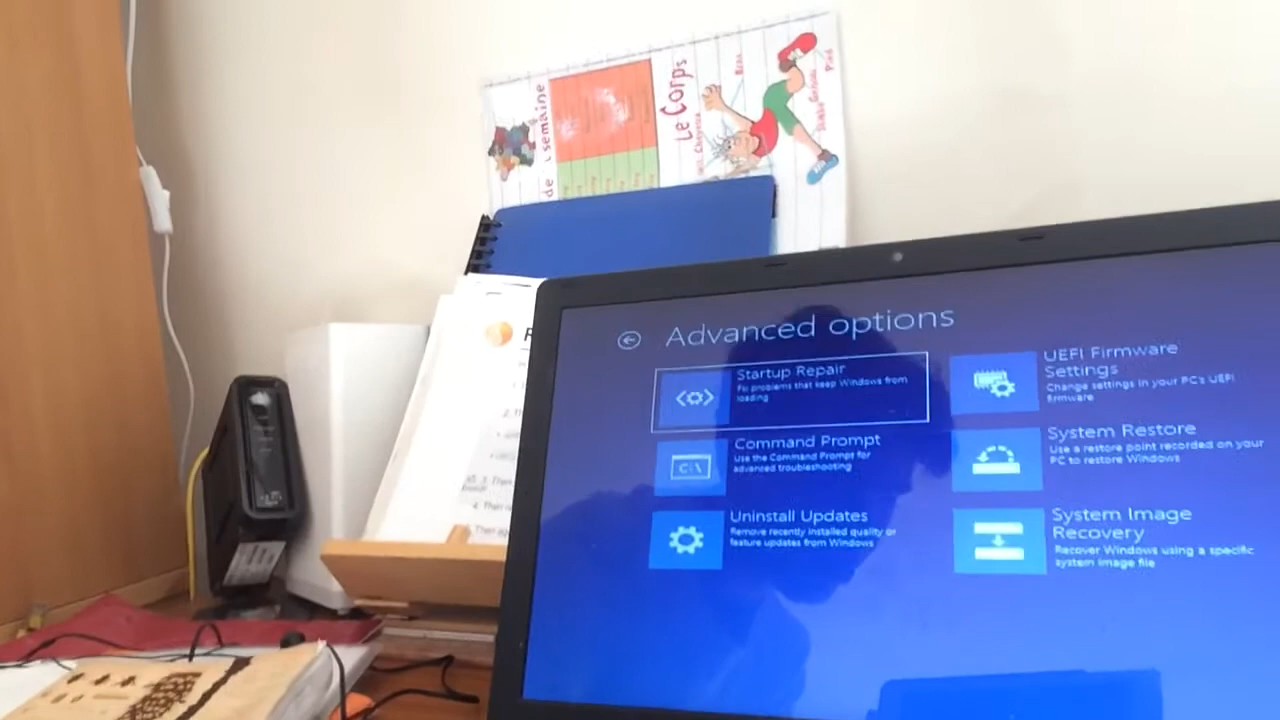 de
semaine
Le Corps
Bras
Pied
Advanced options
Startup Repair
Fix problems that keep Windows from
loading
Command Prompt
Use the Command Prompt for
advanced troubleshooting
C:\
Uninstall Updates
Remove recently installed quality or
feature updates from Windows
UEFI Firmware
Settings
Change settings in your PC's UEFI
firmware
System Restore
Use a restore point recorded on your
PC to restore Windows
System Image
Recovery
Recover Windows using a specific
system image file